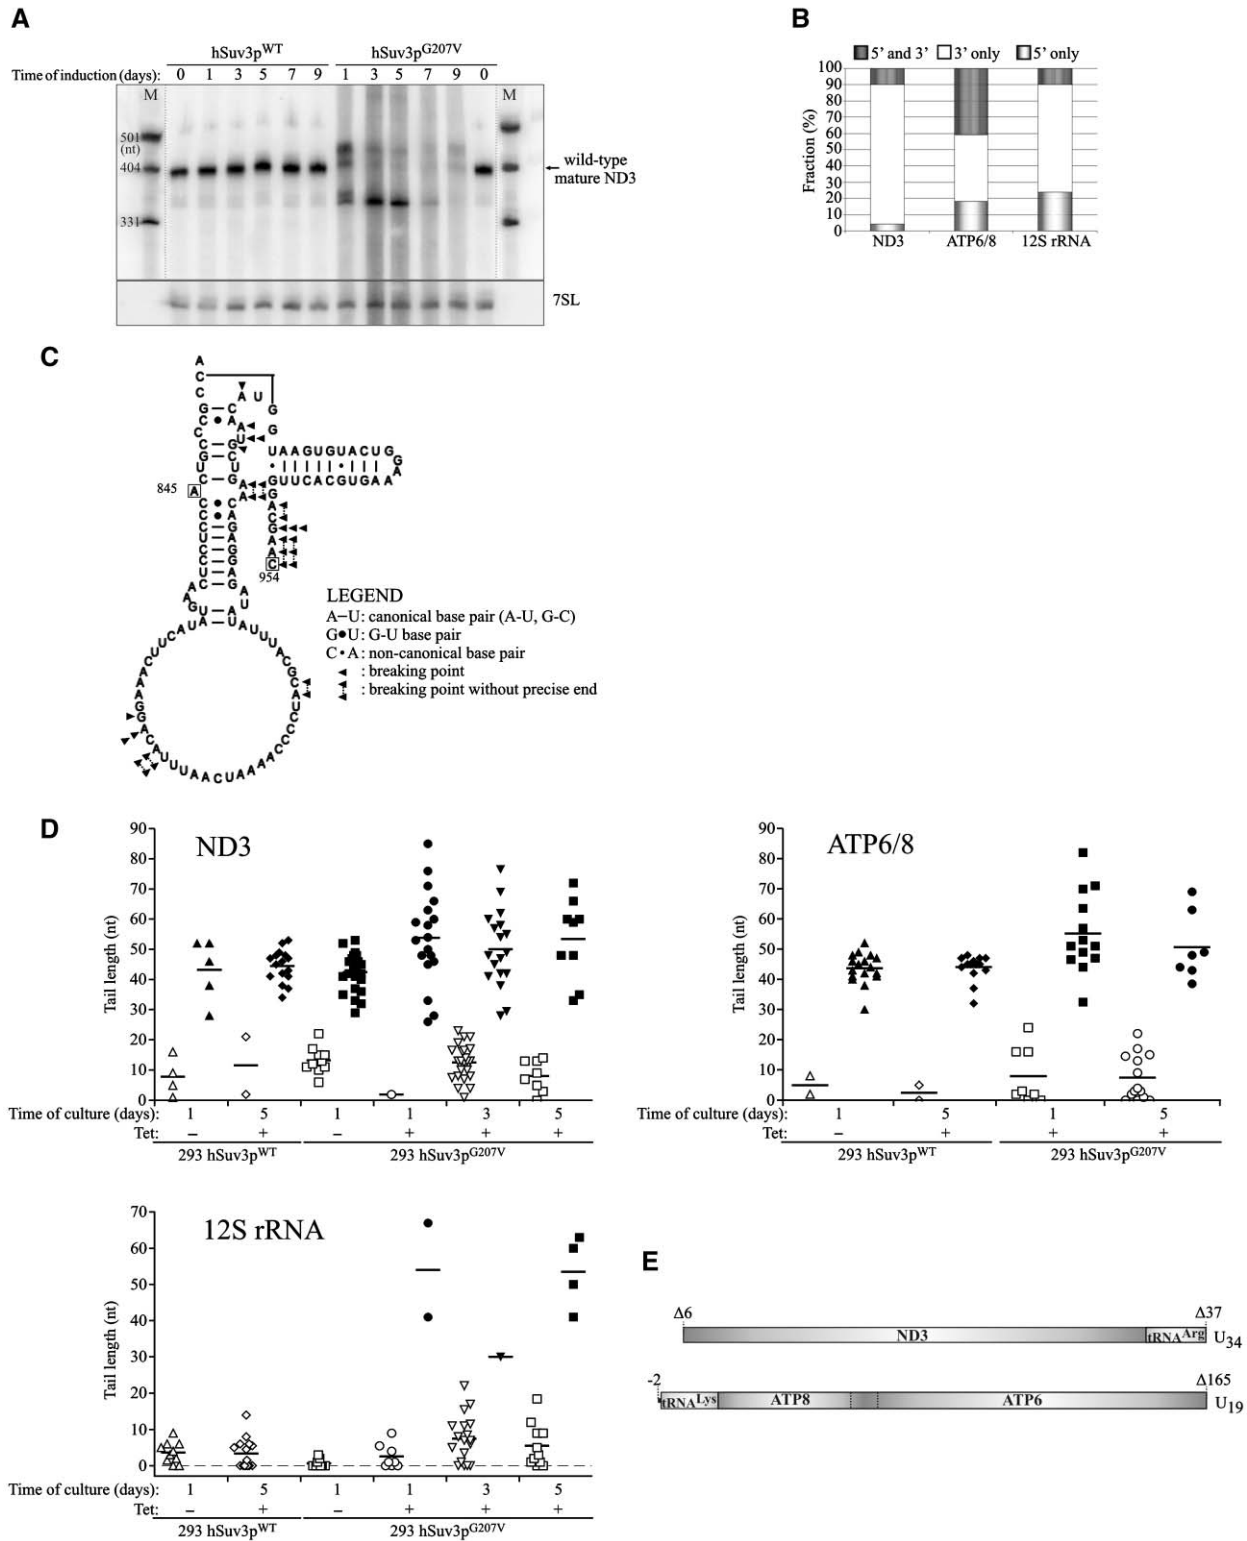 A
hSuv3pWT hSuv3pG207V
Time of induction (days): 0 1 3 5 7 9 1 3 5 7 9 0
M M
501
(nt)
404
331
wild-type
mature ND3
7SL
B
5’ and 3’ 3’ only 5’ only
Fraction (%)
100
90
80
70
60
50
40
30
20
10
0
ND3 ATP6/8 12S rRNA
C
845
954
LEGEND
A–U: canonical base pair (A-U, G-C)
G●U: G-U base pair
C•A: non-canonical base pair
: breaking point
: breaking point without precise end
D
ND3
Tail length (nt)
90
80
70
60
50
40
30
20
10
0
Time of culture (days): 1 5 1 1 3 5
Tet: – + – + + +
293 hSuv3pWT 293 hSuv3pG207V
ATP6/8
Tail length (nt)
90
80
70
60
50
40
30
20
10
0
Time of culture (days): 1 5 1 5
Tet: – + + +
293 hSuv3pWT 293 hSuv3pG207V
12S rRNA
Tail length (nt)
70
60
50
40
30
20
10
0
Time of culture (days): 1 5 1 1 3 5
Tet: – + – + + +
293 hSuv3pWT 293 hSuv3pG207V
E
Δ6 Δ37
ND3 tRNAArg U34
-2 Δ165
tRNALys ATP8 ATP6 U19